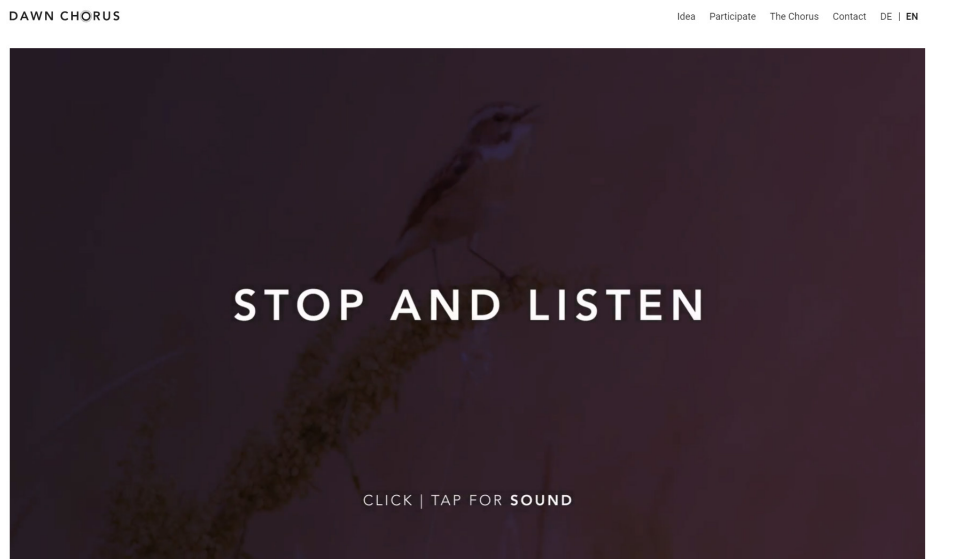 DAWN CHORUS
Idea Participate The Chorus Contact DE | EN
STOP AND LISTEN
CLICK | TAP FOR SOUND